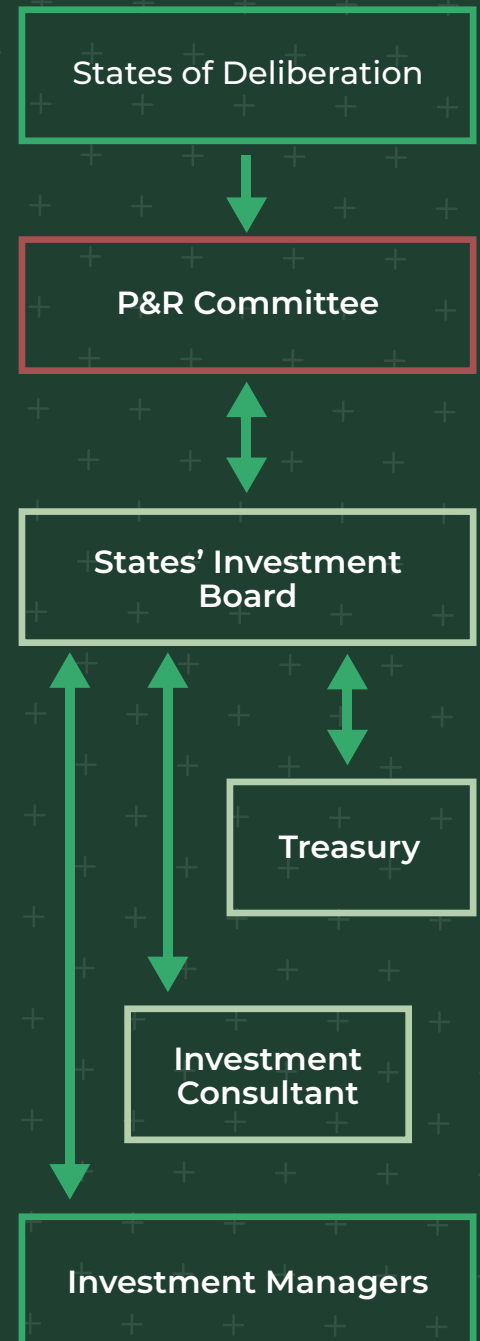 States of Deliberation
P&R Committee
States’ Investment
Board
Treasury
Investment
Consultant
Investment Managers